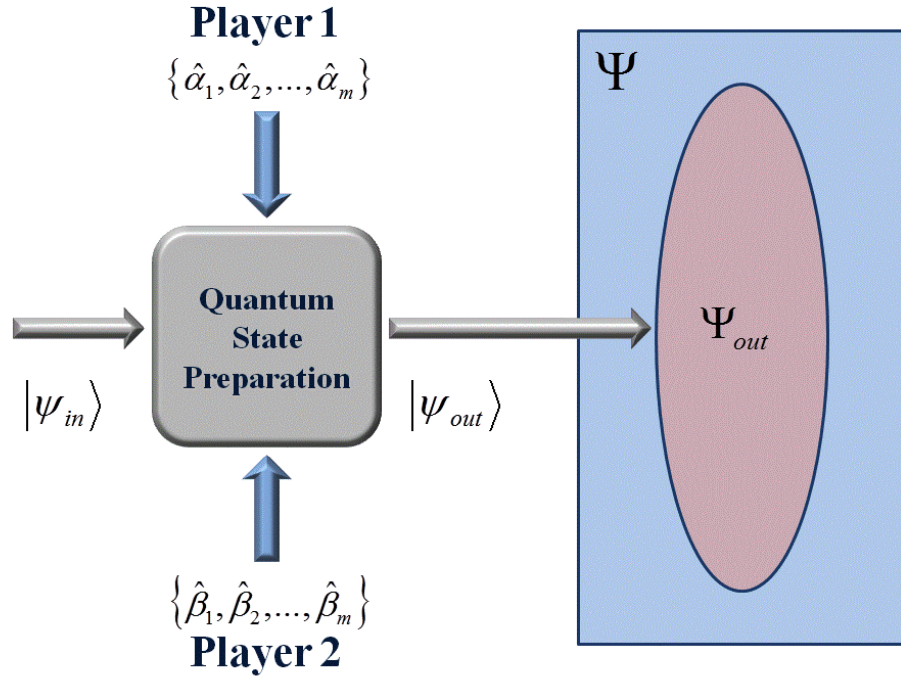 Player 1
{α̂₁, α̂₂, ..., α̂ₘ}
Ψ
Quantum
State
Preparation
Ψₒᵤₜ
|ψᵢₙ⟩
|ψₒᵤₜ⟩
{β̂₁, β̂₂, ..., β̂ₘ}
Player 2